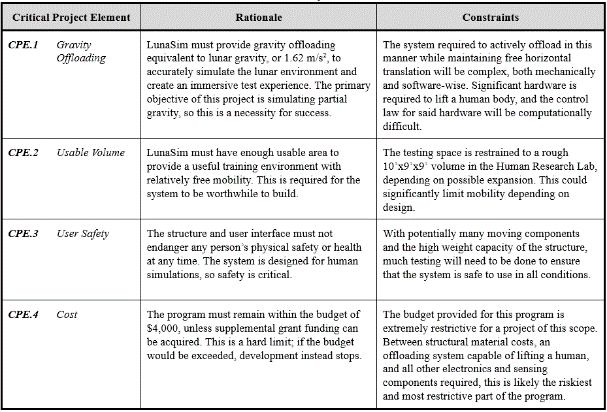 Critical Project Element
Rationale
Constraints
CPE.1 Gravity
Offloading
LunaSim must provide gravity offloading
equivalent to lunar gravity, or 1.62 m/s², to
accurately simulate the lunar environment and
create an immersive test experience. The primary
objective of this project is simulating partial
gravity, so this is a necessity for success.
The system required to actively offload in this
manner while maintaining free horizontal
translation will be complex, both mechanically
and software-wise. Significant hardware is
required to lift a human body, and the control
law for said hardware will be computationally
difficult.
CPE.2 Usable Volume
LunaSim must have enough usable area to
provide a useful training environment with
relatively free mobility. This is required for the
system to be worthwhile to build.
The testing space is restrained to a rough
10'x9'x9' volume in the Human Research Lab,
depending on possible expansion. This could
significantly limit mobility depending on
design.
CPE.3 User Safety
The structure and user interface must not
endanger any person's physical safety or health
at any time. The system is designed for human
simulations, so safety is critical.
With potentially many moving components
and the high weight capacity of the structure,
much testing will need to be done to ensure
that the system is safe to use in all conditions.
CPE.4 Cost
The program must remain within the budget of
$4,000, unless supplemental grant funding can
be acquired. This is a hard limit; if the budget
would be exceeded, development instead stops.
The budget provided for this program is
extremely restrictive for a project of this scope.
Between structural material costs, an
offloading system capable of lifting a human,
and all other electronics and sensing
components required, this is likely the riskiest
and most restrictive part of the program.